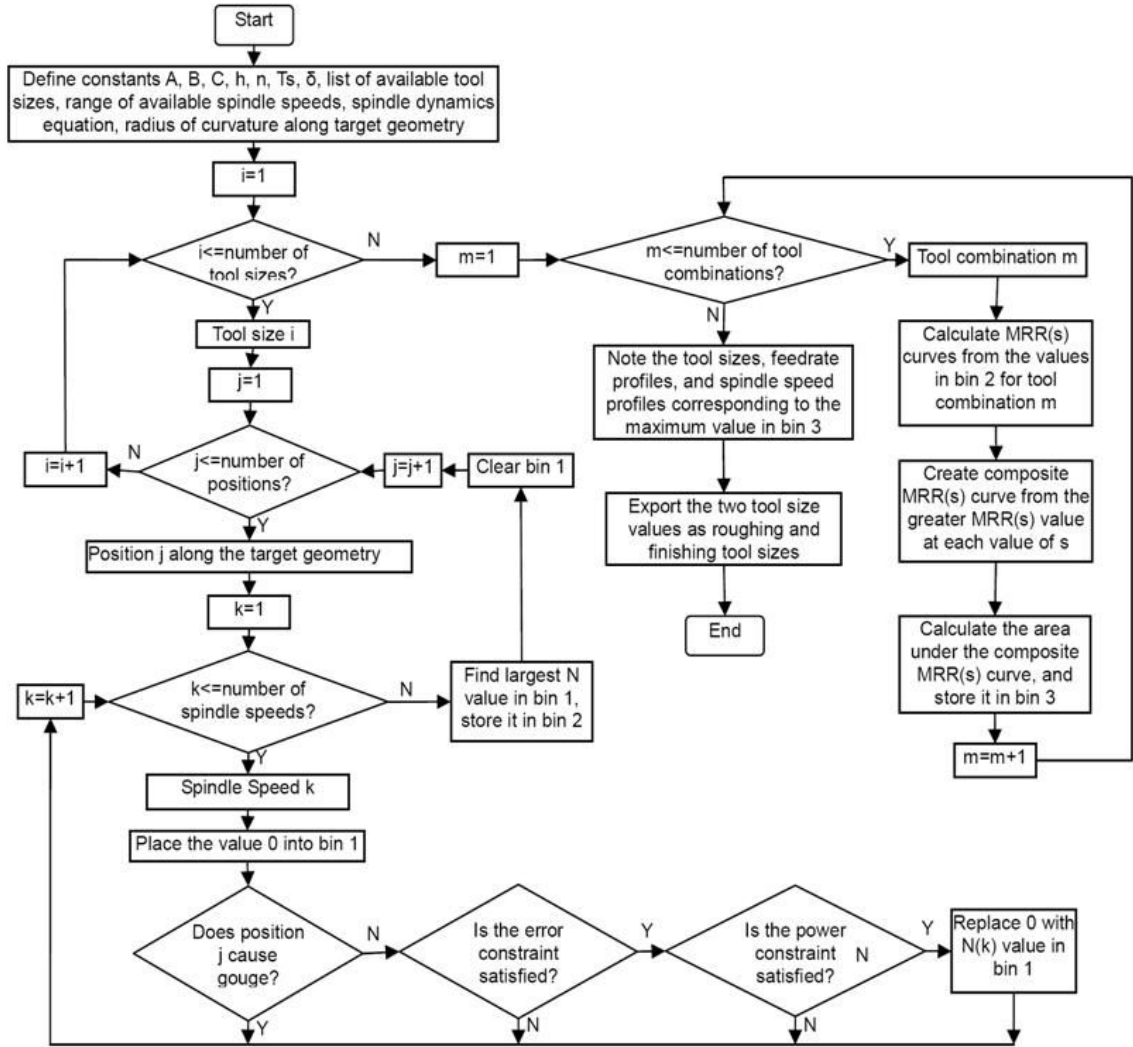 Start
Define constants A, B, C, h, n, Ts, δ, list of available tool
sizes, range of available spindle speeds, spindle dynamics
equation, radius of curvature along target geometry
i=1
i<=number of
tool sizes?
N
Y
m=1
m<=number of tool
combinations?
Y
N
Tool combination m
Tool size i
j=1
j<=number of
positions?
N
Y
i=i+1
j=j+1
Clear bin 1
Position j along the target geometry
k=1
k<=number of
spindle speeds?
N
Y
k=k+1
Find largest N
value in bin 1,
store it in bin 2
Spindle Speed k
Place the value 0 into bin 1
Does position
j cause
gouge?
N
Y
Is the error
constraint
satisfied?
Y
N
Is the power
constraint
satisfied?
N
Y
N
Replace 0 with
N(k) value in
bin 1
Note the tool sizes, feedrate
profiles, and spindle speed
profiles corresponding to the
maximum value in bin 3
Export the two tool size
values as roughing and
finishing tool sizes
End
Calculate MRR(s)
curves from the values
in bin 2 for tool
combination m
Create composite
MRR(s) curve from the
greater MRR(s) value
at each value of s
Calculate the area
under the composite
MRR(s) curve, and
store it in bin 3
m=m+1